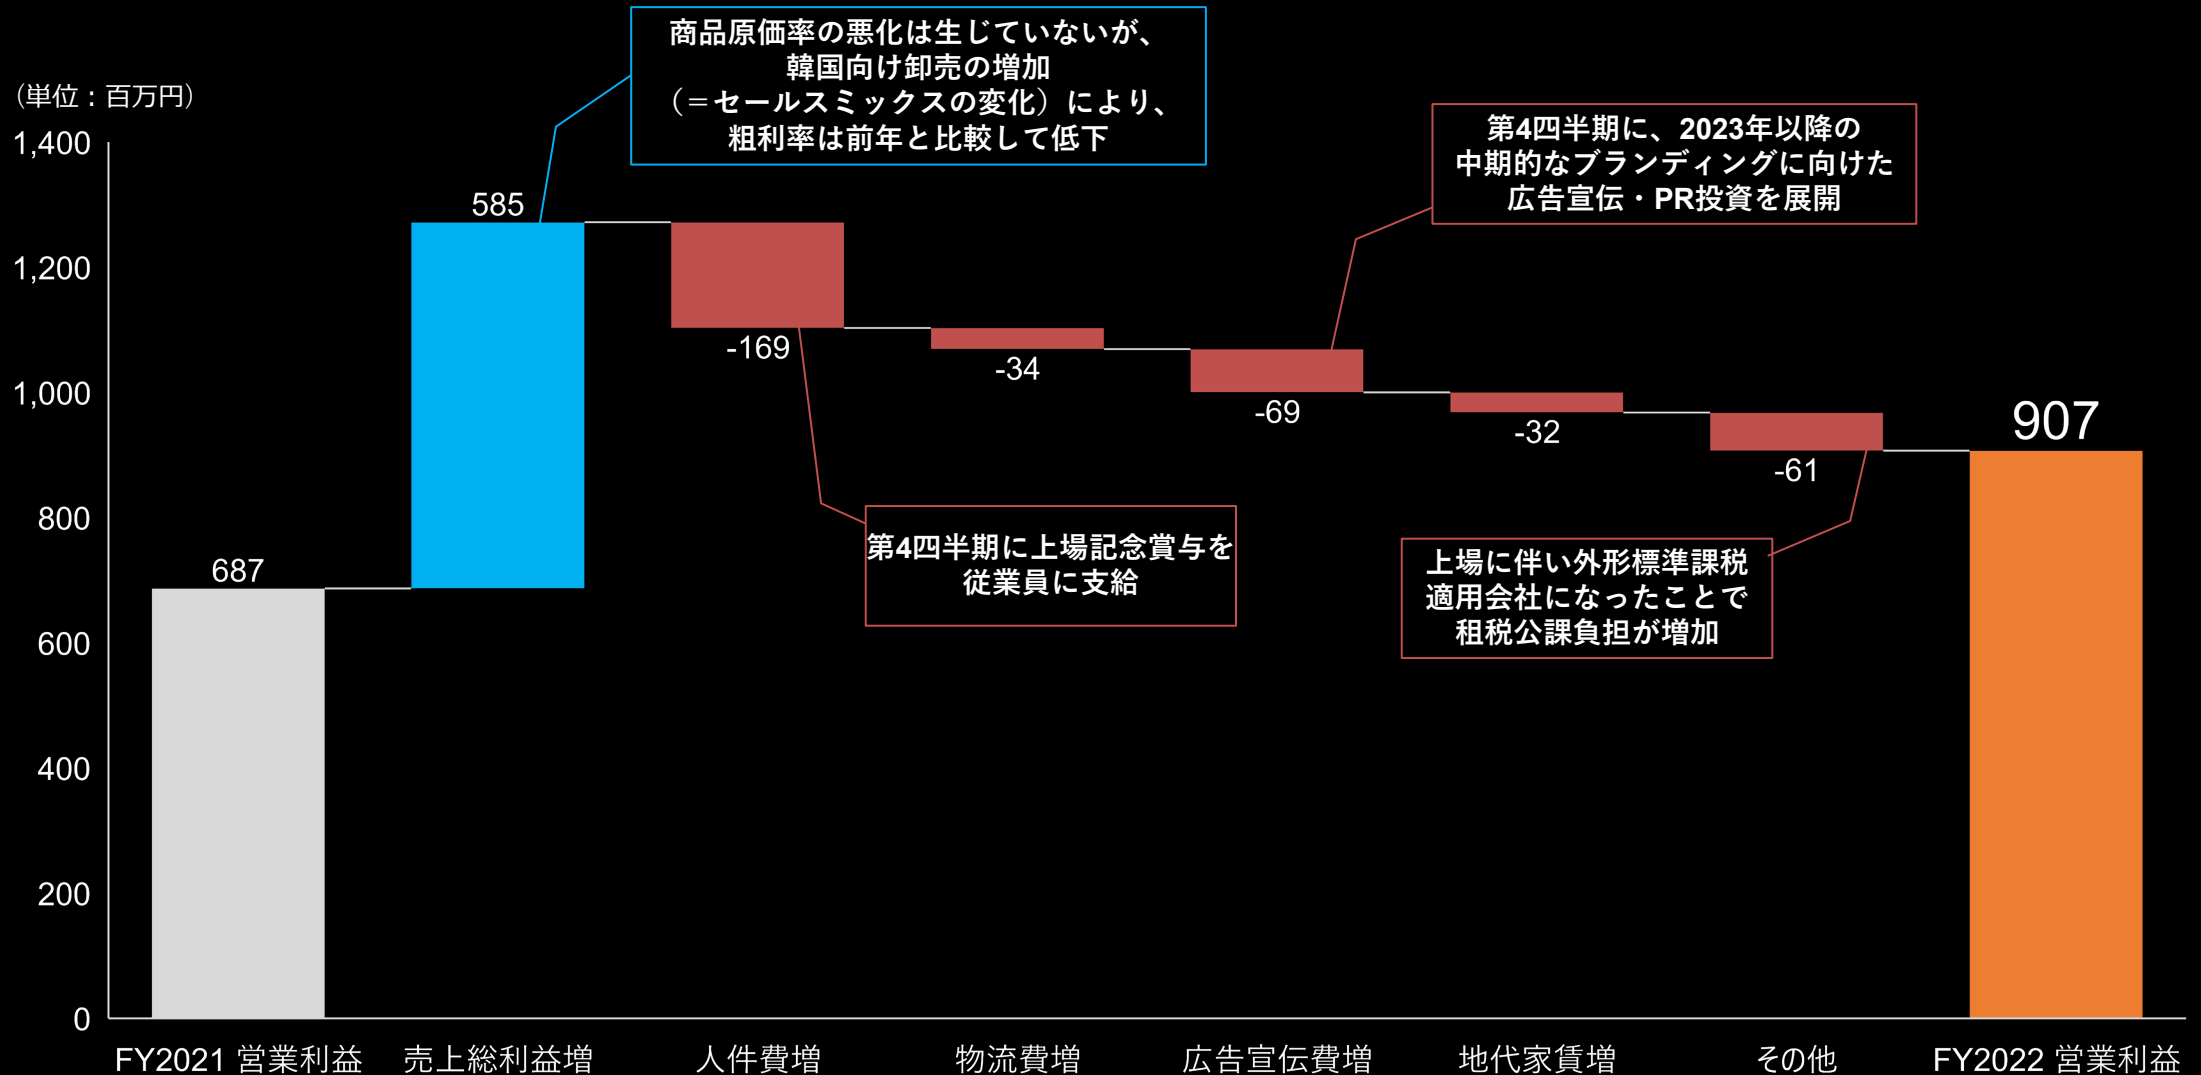 商品原価率の悪化は生じていないが、
韓国向け卸売の増加
（＝セールスミックスの変化）により、
粗利率は前年と比較して低下
（単位：百万円）
第4四半期に、2023年以降の
中期的なブランディングに向けた
広告宣伝・PR投資を展開
1,400
1,200
1,000
800
600
400
200
0
687
585
-169
-34
-69
-32
-61
907
第4四半期に上場記念賞与を
従業員に支給
上場に伴い外形標準課税
適用会社になったことで
租税公課負担が増加
FY2021 営業利益
売上総利益増
人件費増
物流費増
広告宣伝費増
地代家賃増
その他
FY2022 営業利益